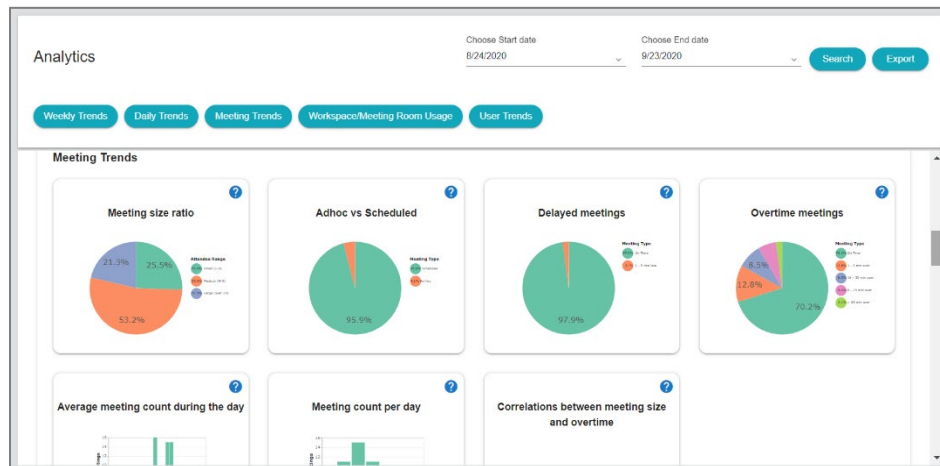 Analytics
Choose Start date
8/24/2020
Choose End date
9/23/2020
Search
Export
Weekly Trends
Daily Trends
Meeting Trends
Workspace/Meeting Room Usage
User Trends
Meeting Trends
?
Meeting size ratio
21.3%
25.5%
53.2%
Attendee Range
?
Adhoc vs Scheduled
95.9%
Meeting Type
?
Delayed meetings
97.9%
Meeting Type
On Time
?
Overtime meetings
8.5%
12.8%
70.2%
Meeting Type
On Time
?
Average meeting count during the day
?
Meeting count per day
?
Correlations between meeting size
and overtime